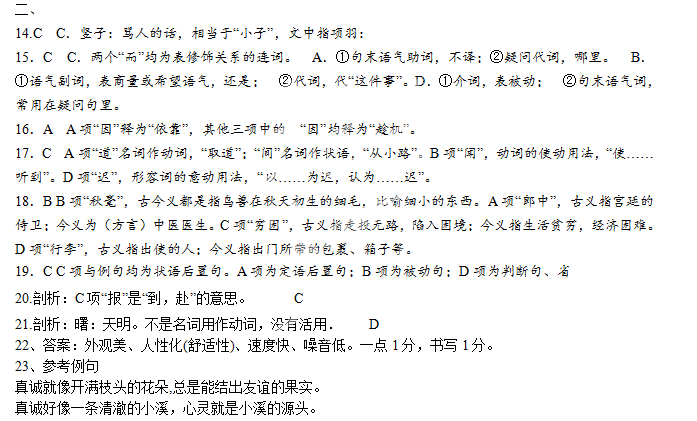 二、
14.C　C．竖子：骂人的话，相当于“小子”，文中指项羽：
15．C　C．两个“而”均为表修饰关系的连词。　A．①句末语气助词，不译；②疑问代词，哪里。　B．
①语气副词，表商量或希望语气，还是；　②代词，代“这件事”。D．①介词，表被动；　②句末语气词，
常用在疑问句里。
16．A　A项“因”释为“依靠”，其他三项中的　“因”均释为“趁机”。
17．C　A项“道”名词作动词，“取道”；“间”名词作状语，“从小路”。B项“闻”，动词的使动用法，“使……
听到”。D项“迟”，形容词的意动用法，“以……为迟，认为……迟”。
18．B B项“秋毫”，古今义都是指鸟兽在秋天初生的细毛，比喻细小的东西。A项“郎中”，古义指宫廷的
侍卫；今义为（方言）中医医生。C项“穷困”，古义指走投无路，陷入困境；今义指生活贫穷，经济困难。
D项“行李”，古义指出使的人；今义指出门所带的包裹、箱子等。
19．C C项与例句均为状语后置句。A项为定语后置句；B项为被动句；D项为判断句、省
20.剖析：C项“报”是“到，赴”的意思。　　C
21.剖析：曙：天明。不是名词用作动词，没有活用．　　D
22、答案：外观美、人性化(舒适性)、速度快、噪音低。一点1分，书写1分。
23、参考例句
真诚就像开满枝头的花朵,总是能结出友谊的果实。
真诚好像一条清澈的小溪，心灵就是小溪的源头。